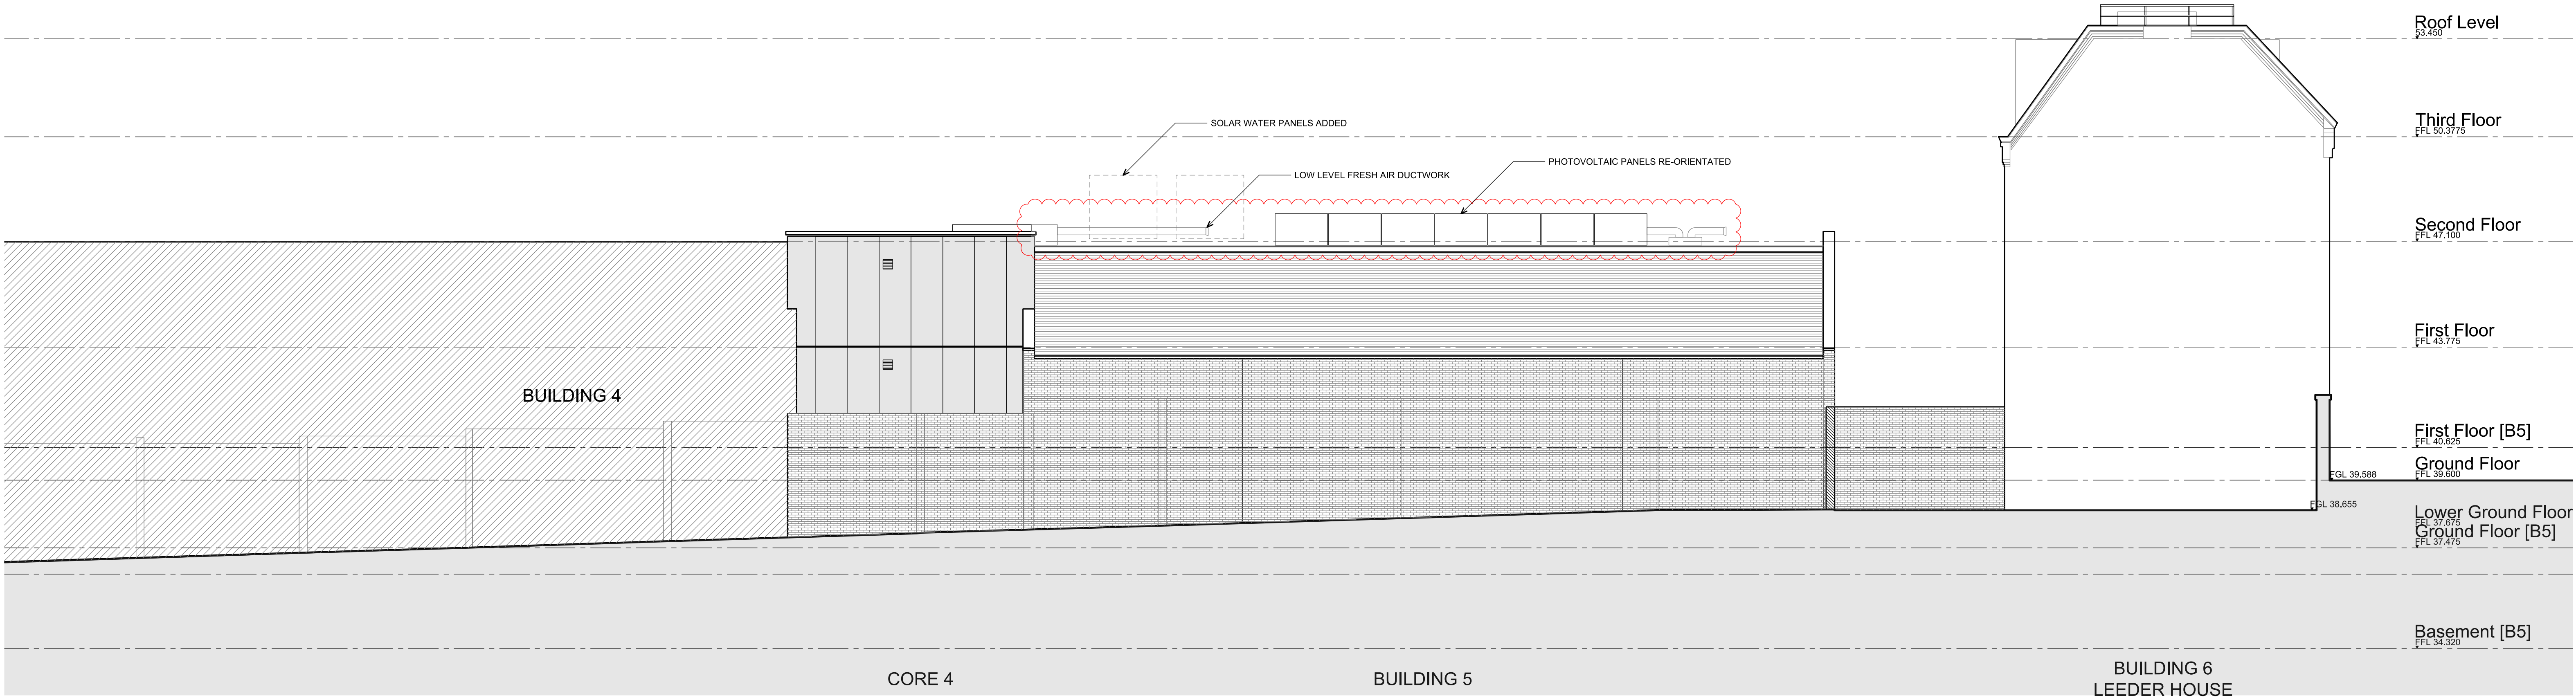 Roof Level
53.450
SOLAR WATER PANELS ADDED
Third Floor
FFL 50.3775
PHOTOVOLTAIC PANELS RE-ORIENTATED
LOW LEVEL FRESH AIR DUCTWORK
Second Floor
FFL 47.100
First Floor
FFL 43.775
BUILDING 4
First Floor [B5]
FFL 40.625
Ground Floor
FFL 39.600
FGL 39.588
FGL 38.655
Lower Ground Floor
FFL 37.675
Ground Floor [B5]
FFL 37.475
Basement [B5]
FFL 34.320
CORE 4
BUILDING 5
BUILDING 6
LEEDER HOUSE